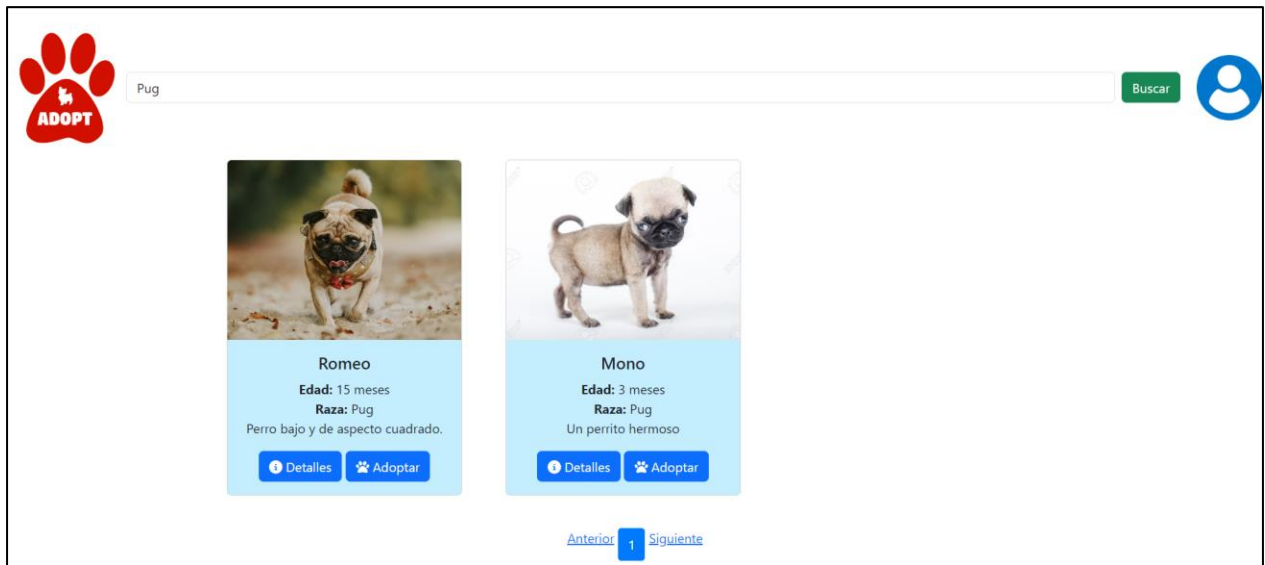 ADOPT
Pug
Buscar
Romeo
Edad: 15 meses
Raza: Pug
Perro bajo y de aspecto cuadrado.
Detalles Adoptar
Mono
Edad: 3 meses
Raza: Pug
Un perrito hermoso
Detalles Adoptar
Anterior 1 Siguiente